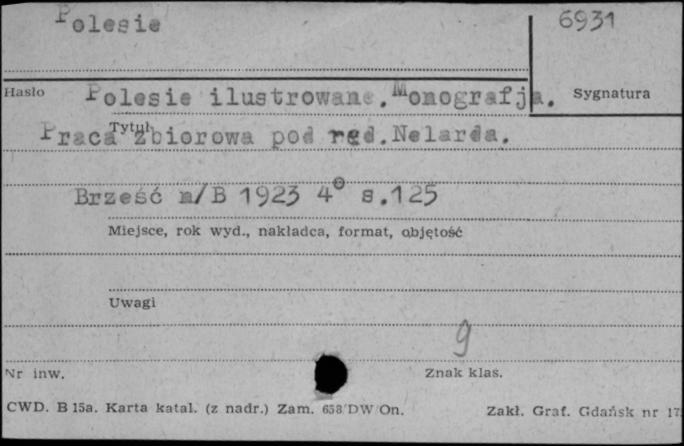 Polesie
6931
Hasło
Polesie ilustrowane. Monografja.
Sygnatura
Tytuł
Praca zbiorowa pod red. Nelarda.
Brześć n/B 1923 4° s.125
Miejsce, rok wyd., nakładca, format, objętość
Uwagi
9
Nr inw.
Znak klas.
CWD. B 15a. Karta katal. (z nadr.) Zam. 658/DW/On.
Zakł. Graf. Gdańsk nr 17